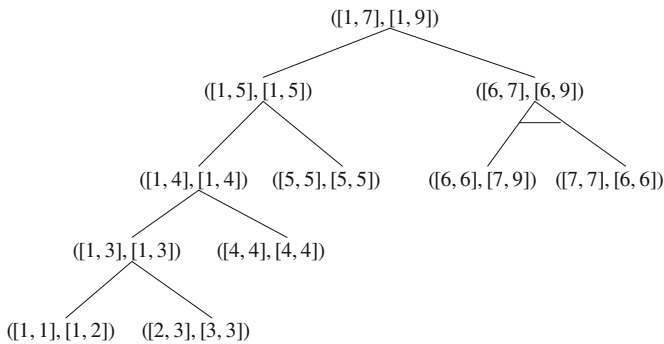 ([1, 7], [1, 9])
([1, 5], [1, 5]) ([6, 7], [6, 9])
([1, 4], [1, 4]) ([5, 5], [5, 5]) ([6, 6], [7, 9]) ([7, 7], [6, 6])
([1, 3], [1, 3]) ([4, 4], [4, 4])
([1, 1], [1, 2]) ([2, 3], [3, 3])